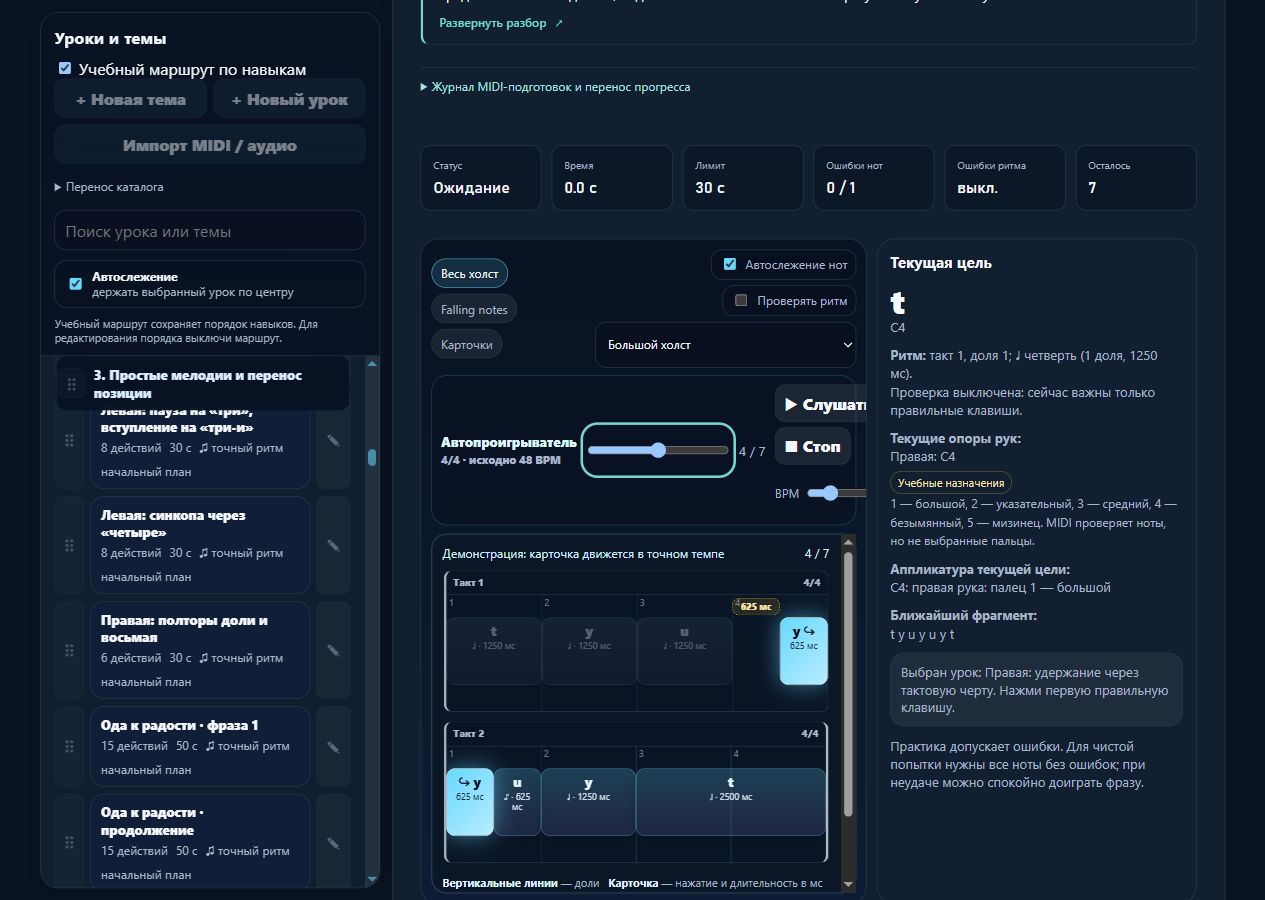 Уроки и темы
Учебный маршрут по навыкам
+ Новая тема
+ Новый урок
Импорт MIDI / аудио
▶ Перенос каталога
Поиск урока или темы
Автослежение
держать выбранный урок по центру
Учебный маршрут сохраняет порядок навыков. Для
редактирования порядка выключи маршрут.
3. Простые мелодии и перенос
позиции
Левая: пауза на «три»,
вступление на «три-и»
8 действий 30 с ♫ точный ритм
начальный план
Левая: синкопа через
«четыре»
8 действий 30 с ♫ точный ритм
начальный план
Правая: полторы доли и
восьмая
6 действий 30 с ♫ точный ритм
начальный план
Ода к радости · фраза 1
15 действий 50 с ♫ точный ритм
начальный план
Ода к радости ·
продолжение
15 действий 50 с ♫ точный ритм
начальный план
Развернуть разбор ↗
▶ Журнал MIDI-подготовок и перенос прогресса
Статус
Ожидание
Время
0.0 с
Лимит
30 с
Ошибки нот
0 / 1
Ошибки ритма
выкл.
Осталось
7
Весь холст
Falling notes
Карточки
Автослежение нот
Проверять ритм
Большой холст
Автопроигрыватель
4/4 · исходно 48 BPM
4 / 7
▶ Слушать
■ Стоп
BPM
Демонстрация: карточка движется в точном темпе
4 / 7
Такт 1
4/4
1
2
3
4
625 мс
t
♩ · 1250 мс
y
♩ · 1250 мс
u
♩ · 1250 мс
y ↪
625 мс
Такт 2
4/4
1
2
3
4
↪ y
625 мс
u
♪ · 625
мс
y
♩ · 1250 мс
t
𝅗𝅥 · 2500 мс
Вертикальные линии — доли Карточка — нажатие и длительность в мс
Текущая цель
t
C4
Ритм: такт 1, доля 1; ♩ четверть (1 доля, 1250
мс).
Проверка выключена: сейчас важны только
правильные клавиши.
Текущие опоры рук:
Правая: C4
Учебные назначения
1 — большой, 2 — указательный, 3 — средний, 4 —
безымянный, 5 — мизинец. MIDI проверяет ноты,
но не выбранные пальцы.
Аппликатура текущей цели:
C4: правая рука: палец 1 — большой
Ближайший фрагмент:
t y u y u y t
Выбран урок: Правая: удержание через
тактовую черту. Нажми первую правильную
клавишу.
Практика допускает ошибки. Для чистой
попытки нужны все ноты без ошибок; при
неудаче можно спокойно доиграть фразу.